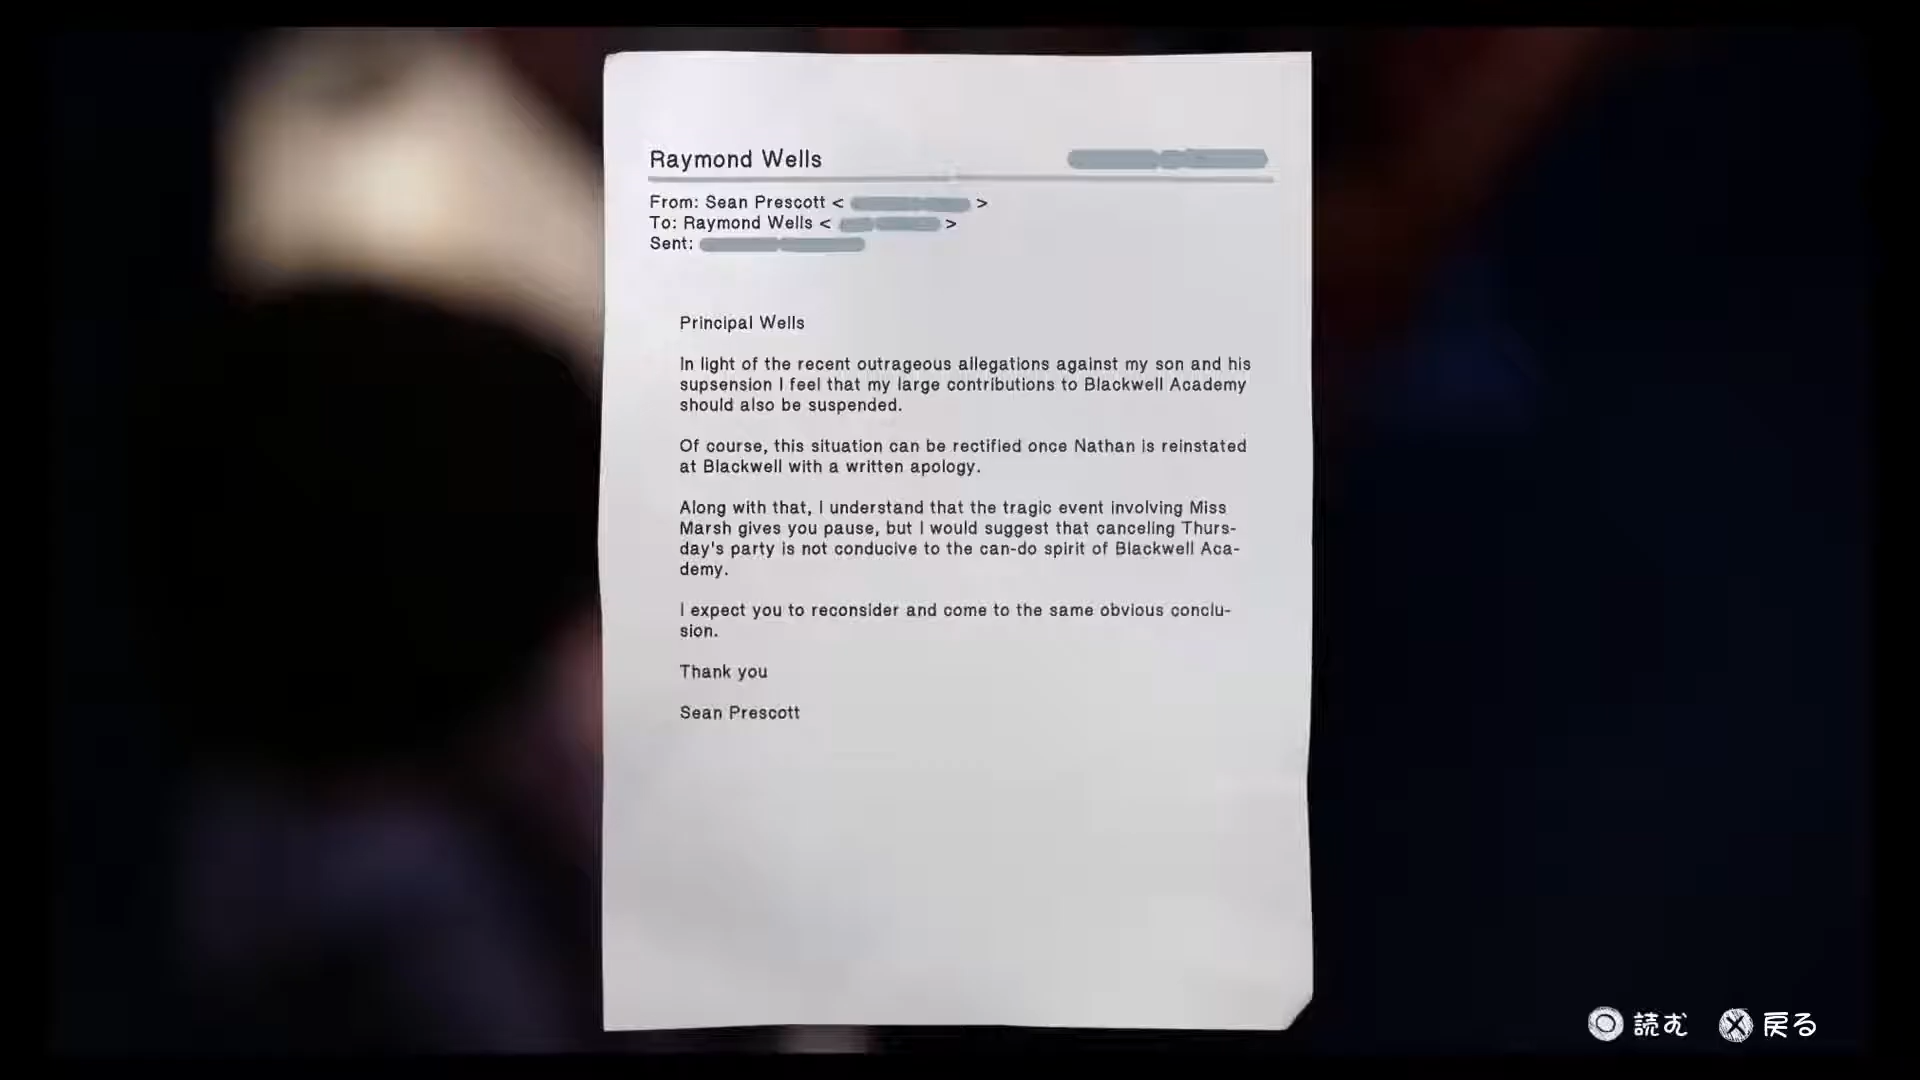 Raymond Wells
From: Sean Prescott < >
To: Raymond Wells < >
Sent:
Principal Wells
In light of the recent outrageous allegations against my son and his
supsension I feel that my large contributions to Blackwell Academy
should also be suspended.
Of course, this situation can be rectified once Nathan is reinstated
at Blackwell with a written apology.
Along with that, I understand that the tragic event involving Miss
Marsh gives you pause, but I would suggest that canceling Thurs-
day's party is not conducive to the can-do spirit of Blackwell Aca-
demy.
I expect you to reconsider and come to the same obvious conclu-
sion.
Thank you
Sean Prescott
読む 戻る